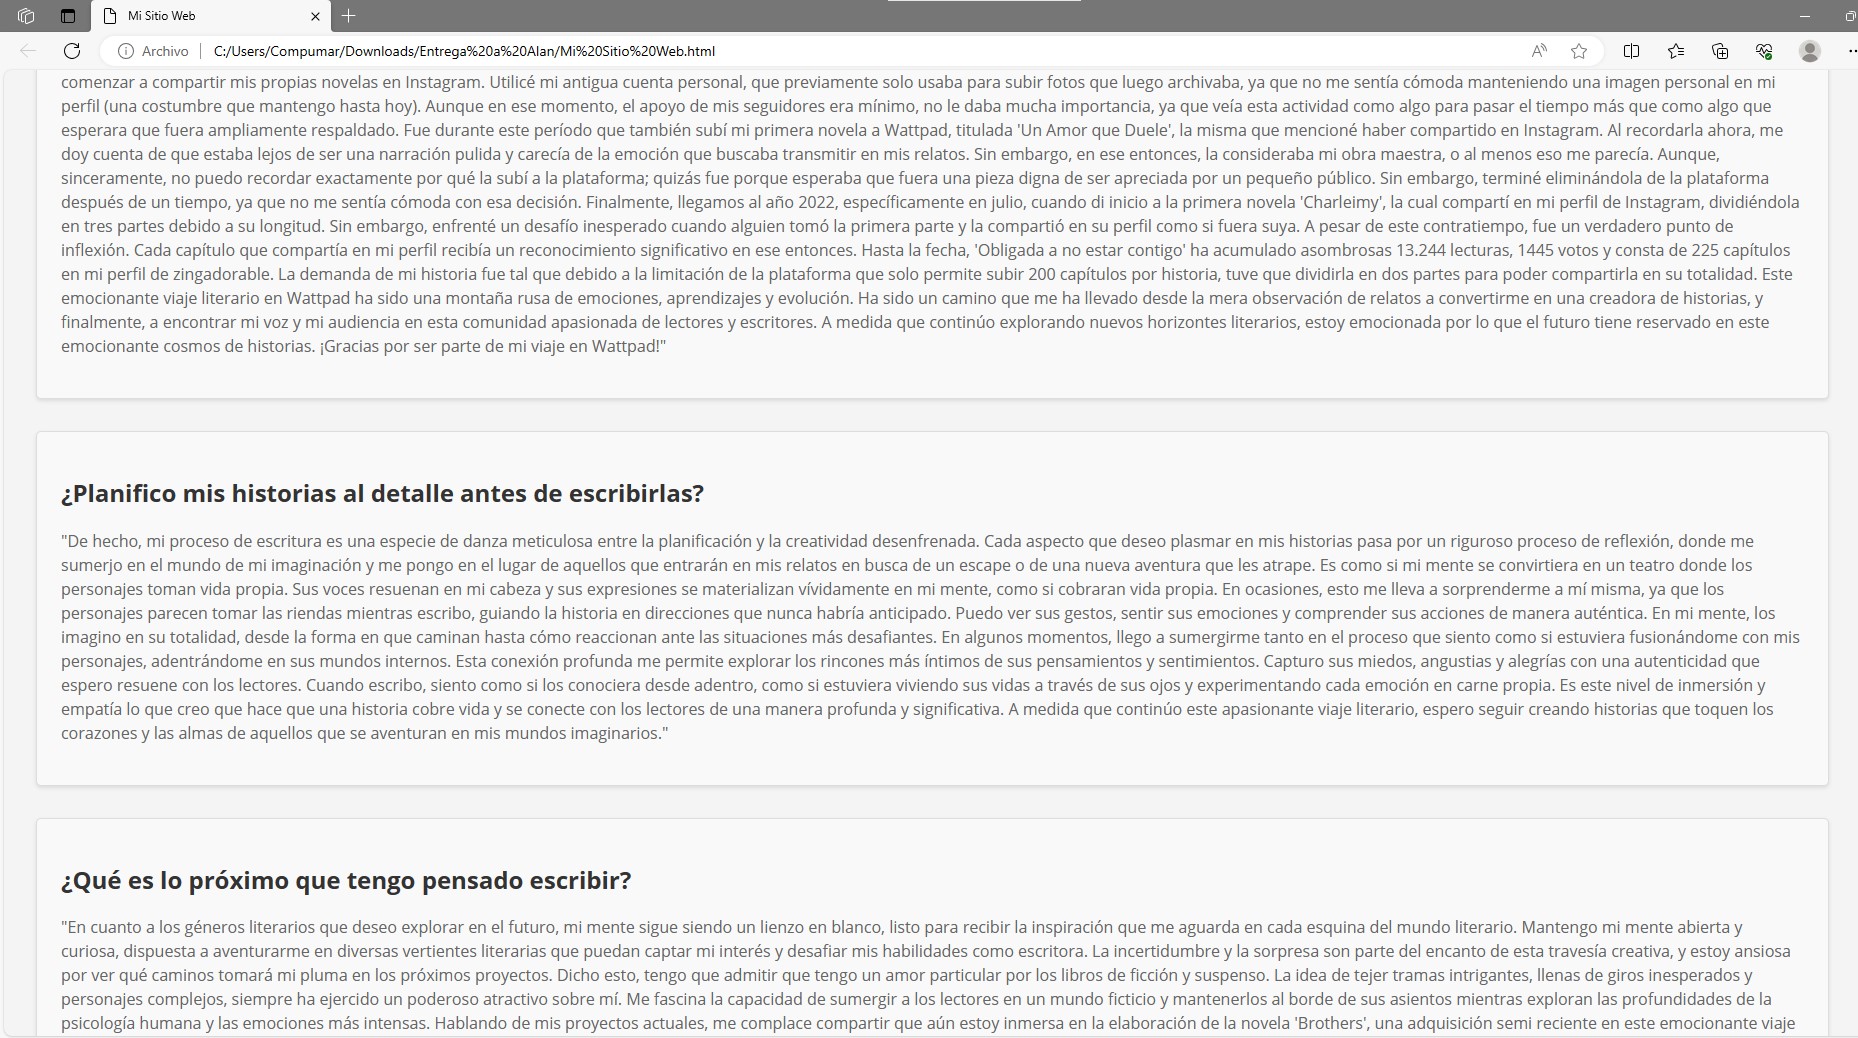 Mi Sitio Web
Archivo
C:/Users/Compumar/Downloads/Entrega%20a%20Alan/Mi%20Sitio%20Web.html
comenzar a compartir mis propias novelas en Instagram. Utilicé mi antigua cuenta personal, que previamente solo usaba para subir fotos que luego archivaba, ya que no me sentía cómoda manteniendo una imagen personal en mi
perfil (una costumbre que mantengo hasta hoy). Aunque en ese momento, el apoyo de mis seguidores era mínimo, no le daba mucha importancia, ya que veía esta actividad como algo para pasar el tiempo más que como algo que
esperara que fuera ampliamente respaldado. Fue durante este período que también subí mi primera novela a Wattpad, titulada 'Un Amor que Duele', la misma que mencioné haber compartido en Instagram. Al recordarla ahora, me
doy cuenta de que estaba lejos de ser una narración pulida y carecía de la emoción que buscaba transmitir en mis relatos. Sin embargo, en ese entonces, la consideraba mi obra maestra, o al menos eso me parecía. Aunque,
sinceramente, no puedo recordar exactamente por qué la subí a la plataforma; quizás fue porque esperaba que fuera una pieza digna de ser apreciada por un pequeño público. Sin embargo, terminé eliminándola de la plataforma
después de un tiempo, ya que no me sentía cómoda con esa decisión. Finalmente, llegamos al año 2022, específicamente en julio, cuando di inicio a la primera novela 'Charleimy', la cual compartí en mi perfil de Instagram, dividiéndola
en tres partes debido a su longitud. Sin embargo, enfrenté un desafío inesperado cuando alguien tomó la primera parte y la compartió en su perfil como si fuera suya. A pesar de este contratiempo, fue un verdadero punto de
inflexión. Cada capítulo que compartía en mi perfil recibía un reconocimiento significativo en ese entonces. Hasta la fecha, 'Obligada a no estar contigo' ha acumulado asombrosas 13.244 lecturas, 1445 votos y consta de 225 capítulos
en mi perfil de zingadorable. La demanda de mi historia fue tal que debido a la limitación de la plataforma que solo permite subir 200 capítulos por historia, tuve que dividirla en dos partes para poder compartirla en su totalidad. Este
emocionante viaje literario en Wattpad ha sido una montaña rusa de emociones, aprendizajes y evolución. Ha sido un camino que me ha llevado desde la mera observación de relatos a convertirme en una creadora de historias, y
finalmente, a encontrar mi voz y mi audiencia en esta comunidad apasionada de lectores y escritores. A medida que continúo explorando nuevos horizontes literarios, estoy emocionada por lo que el futuro tiene reservado en este
emocionante cosmos de historias. ¡Gracias por ser parte de mi viaje en Wattpad!"
¿Planifico mis historias al detalle antes de escribirlas?
"De hecho, mi proceso de escritura es una especie de danza meticulosa entre la planificación y la creatividad desenfrenada. Cada aspecto que deseo plasmar en mis historias pasa por un riguroso proceso de reflexión, donde me
sumerjo en el mundo de mi imaginación y me pongo en el lugar de aquellos que entrarán en mis relatos en busca de un escape o de una nueva aventura que les atrape. Es como si mi mente se convirtiera en un teatro donde los
personajes toman vida propia. Sus voces resuenan en mi cabeza y sus expresiones se materializan vívidamente en mi mente, como si cobraran vida propia. En ocasiones, esto me lleva a sorprenderme a mí misma, ya que los
personajes parecen tomar las riendas mientras escribo, guiando la historia en direcciones que nunca habría anticipado. Puedo ver sus gestos, sentir sus emociones y comprender sus acciones de manera auténtica. En mi mente, los
imagino en su totalidad, desde la forma en que caminan hasta cómo reaccionan ante las situaciones más desafiantes. En algunos momentos, llego a sumergirme tanto en el proceso que siento como si estuviera fusionándome con mis
personajes, adentrándome en sus mundos internos. Esta conexión profunda me permite explorar los rincones más íntimos de sus pensamientos y sentimientos. Capturo sus miedos, angustias y alegrías con una autenticidad que
espero resuene con los lectores. Cuando escribo, siento como si los conociera desde adentro, como si estuviera viviendo sus vidas a través de sus ojos y experimentando cada emoción en carne propia. Es este nivel de inmersión y
empatía lo que creo que hace que una historia cobre vida y se conecte con los lectores de una manera profunda y significativa. A medida que continúo este apasionante viaje literario, espero seguir creando historias que toquen los
corazones y las almas de aquellos que se aventuran en mis mundos imaginarios."
¿Qué es lo próximo que tengo pensado escribir?
"En cuanto a los géneros literarios que deseo explorar en el futuro, mi mente sigue siendo un lienzo en blanco, listo para recibir la inspiración que me aguarda en cada esquina del mundo literario. Mantengo mi mente abierta y
curiosa, dispuesta a aventurarme en diversas vertientes literarias que puedan captar mi interés y desafiar mis habilidades como escritora. La incertidumbre y la sorpresa son parte del encanto de esta travesía creativa, y estoy ansiosa
por ver qué caminos tomará mi pluma en los próximos proyectos. Dicho esto, tengo que admitir que tengo un amor particular por los libros de ficción y suspenso. La idea de tejer tramas intrigantes, llenas de giros inesperados y
personajes complejos, siempre ha ejercido un poderoso atractivo sobre mí. Me fascina la capacidad de sumergir a los lectores en un mundo ficticio y mantenerlos al borde de sus asientos mientras exploran las profundidades de la
psicología humana y las emociones más intensas. Hablando de mis proyectos actuales, me complace compartir que aún estoy inmersa en la elaboración de la novela 'Brothers', una adquisición semi reciente en este emocionante viaje